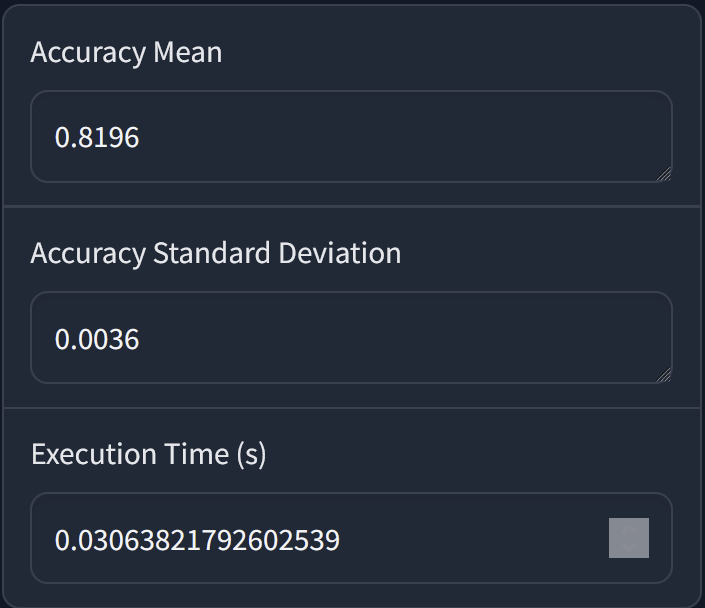 Accuracy Mean
0.8196
Accuracy Standard Deviation
0.0036
Execution Time (s)
0.03063821792602539